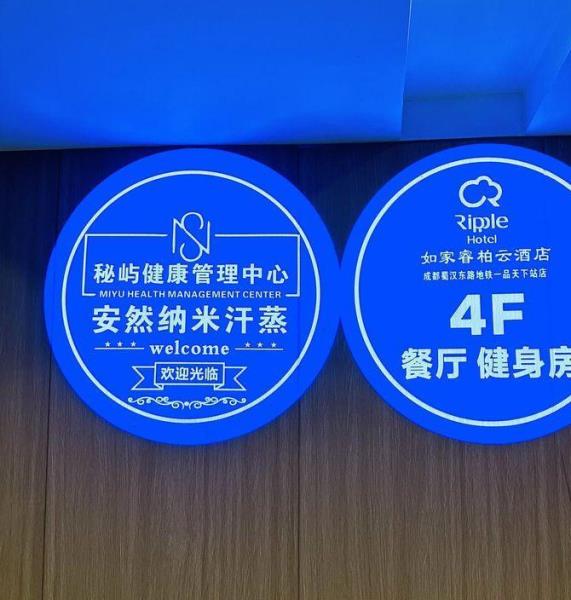 秘屿健康管理中心
MIYU HEALTH MANAGEMENT CENTER
安然纳米汗蒸
welcome
欢迎光临
Ripple
Hotel
如家睿柏云酒店
成都蜀汉东路地铁一品天下站店
4F
餐厅 健身房